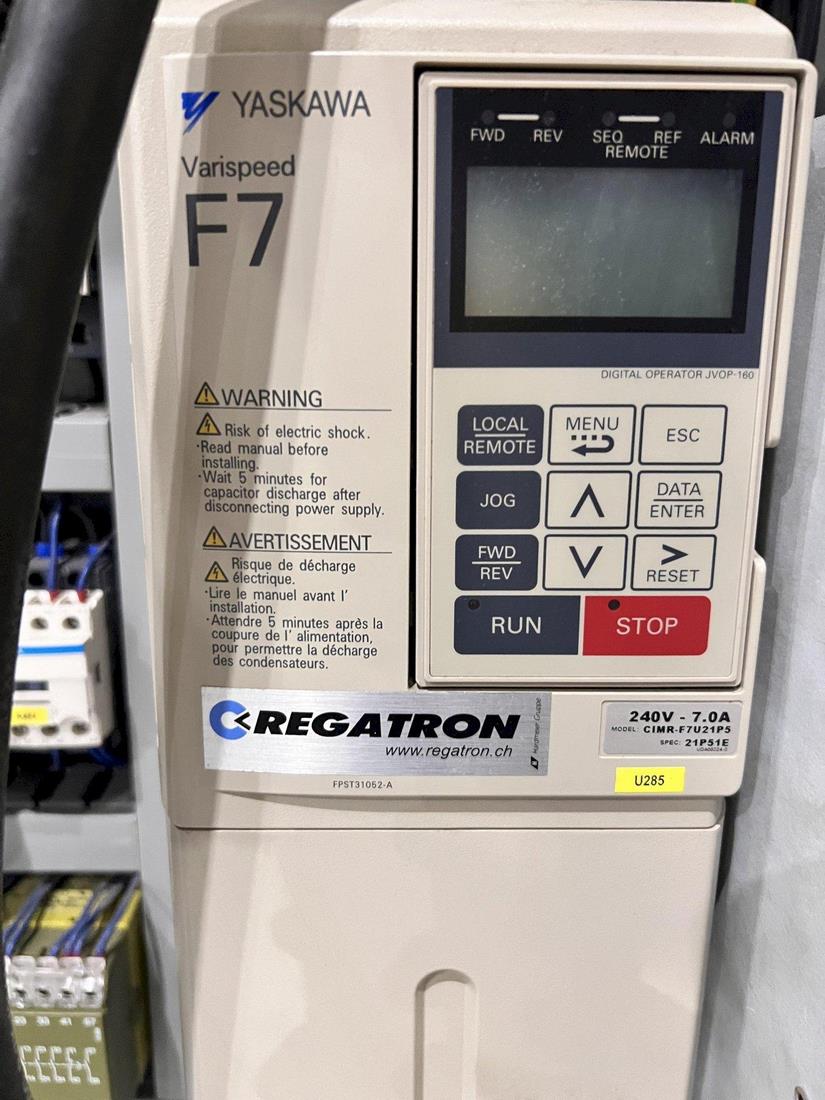 YASKAWA
Varispeed
F7
FWD REV SEQ REF ALARM
REMOTE
DIGITAL OPERATOR JVOP-160
LOCAL
REMOTE
MENU
ESC
JOG
DATA
ENTER
FWD
REV
RESET
RUN
STOP
WARNING
Risk of electric shock.
·Read manual before
installing.
·Wait 5 minutes for
capacitor discharge after
disconnecting power supply.
AVERTISSEMENT
Risque de décharge
électrique.
·Lire le manuel avant l'
installation.
·Attendre 5 minutes après la
coupure de l' alimentation,
pour permettre la décharge
des condensateurs.
REGATRON
www.regatron.ch
240V - 7.0A
MODEL: CIMR-F7U21P5
SPEC: 21P51E
FPST31052-A
U285